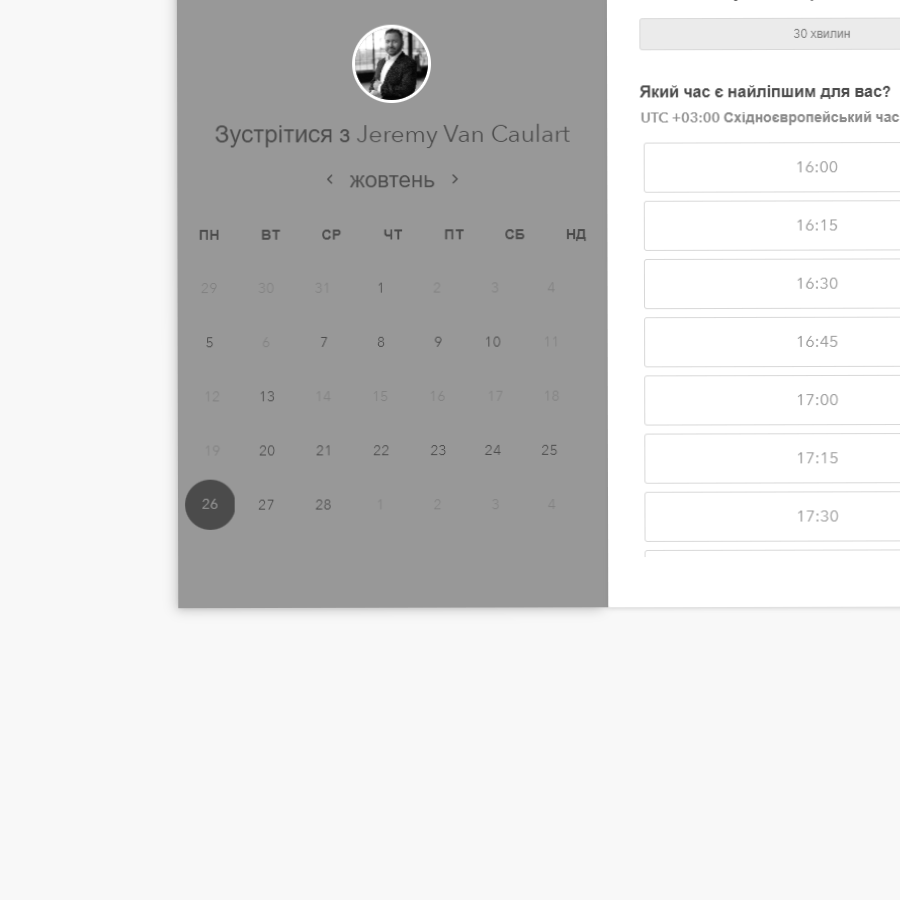 Зустрітися з Jeremy Van Caulart
жовтень
ПН ВТ СР ЧТ ПТ СБ НД
29 30 31 1 2 3 4
5 6 7 8 9 10 11
12 13 14 15 16 17 18
19 20 21 22 23 24 25
26 27 28 1 2 3 4
30 хвилин
Який час є найліпшим для вас?
UTC +03:00 Східноєвропейський час
16:00
16:15
16:30
16:45
17:00
17:15
17:30